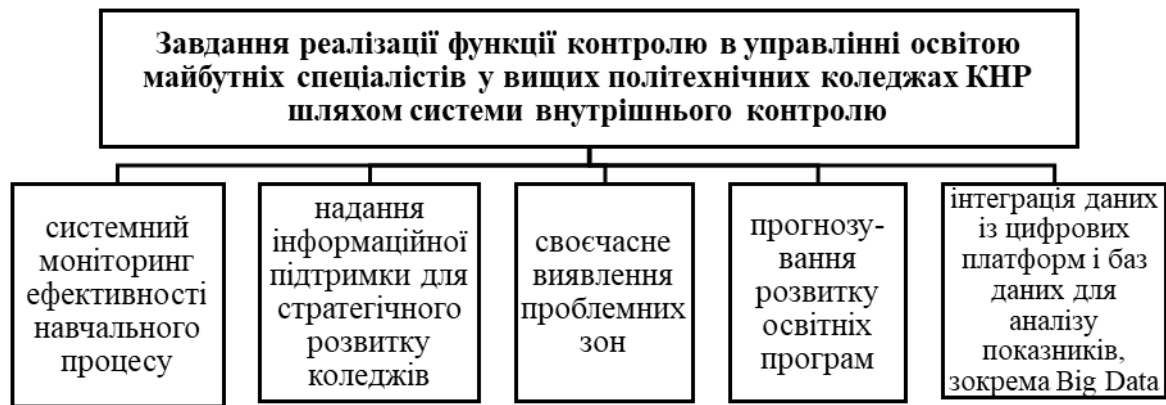 Завдання реалізації функції контролю в управлінні освітою
майбутніх спеціалістів у вищих політехнічних коледжах КНР
шляхом системи внутрішнього контролю
системний
моніторинг
ефективності
навчального
процесу
надання
інформаційної
підтримки для
стратегічного
розвитку
коледжів
своєчасне
виявлення
проблемних
зон
прогнозу-
вання
розвитку
освітніх
програм
інтеграція даних
із цифрових
платформ і баз
даних для
аналізу
показників,
зокрема Big Data